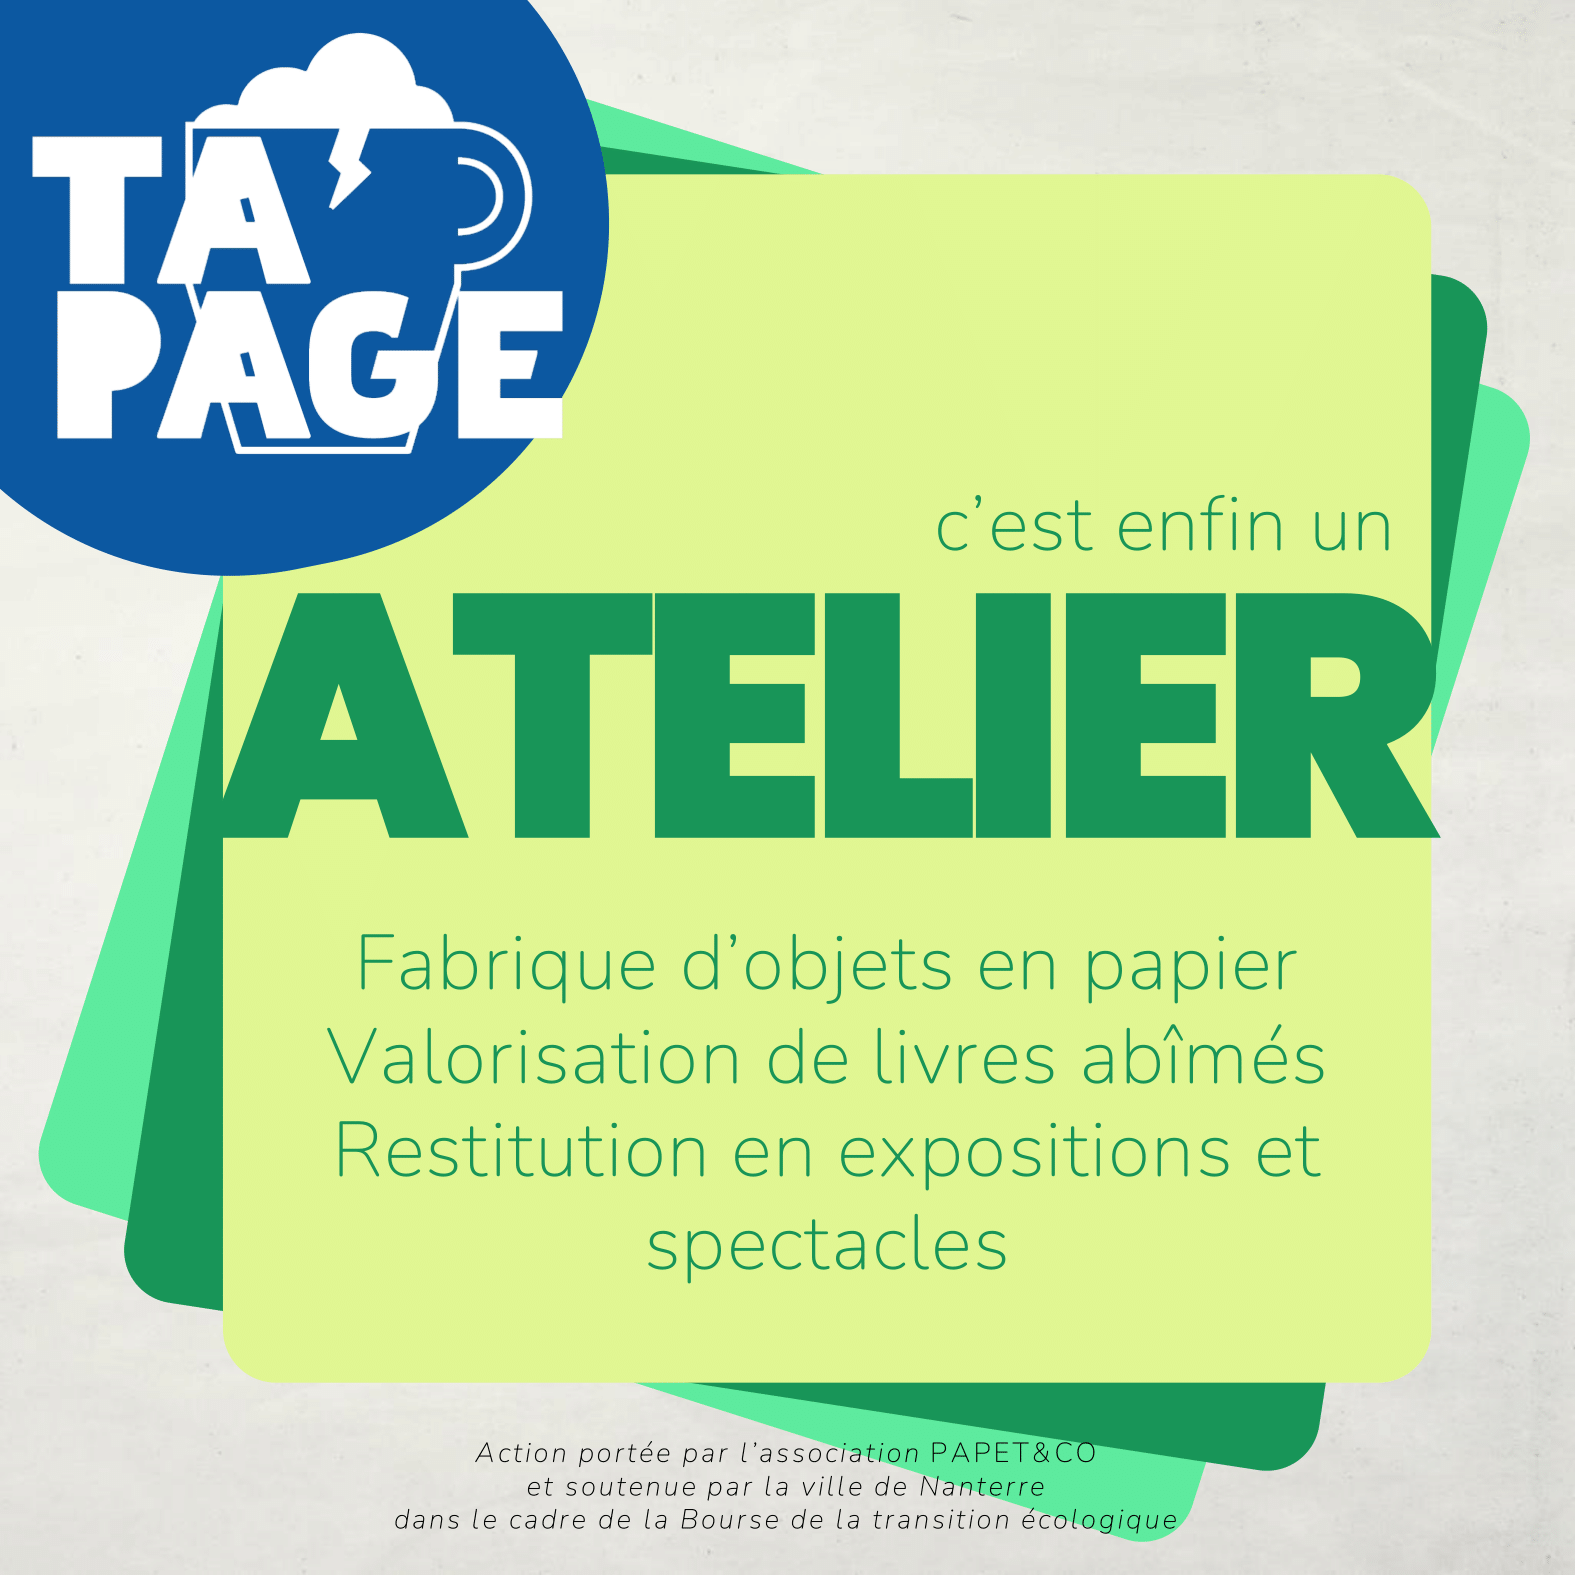 TA
PAGE
c’est enfin un
ATELIER
Fabrique d’objets en papier
Valorisation de livres abîmés
Restitution en expositions et
spectacles
Action portée par l’association PAPET&CO
et soutenue par la ville de Nanterre
dans le cadre de la Bourse de la transition écologique